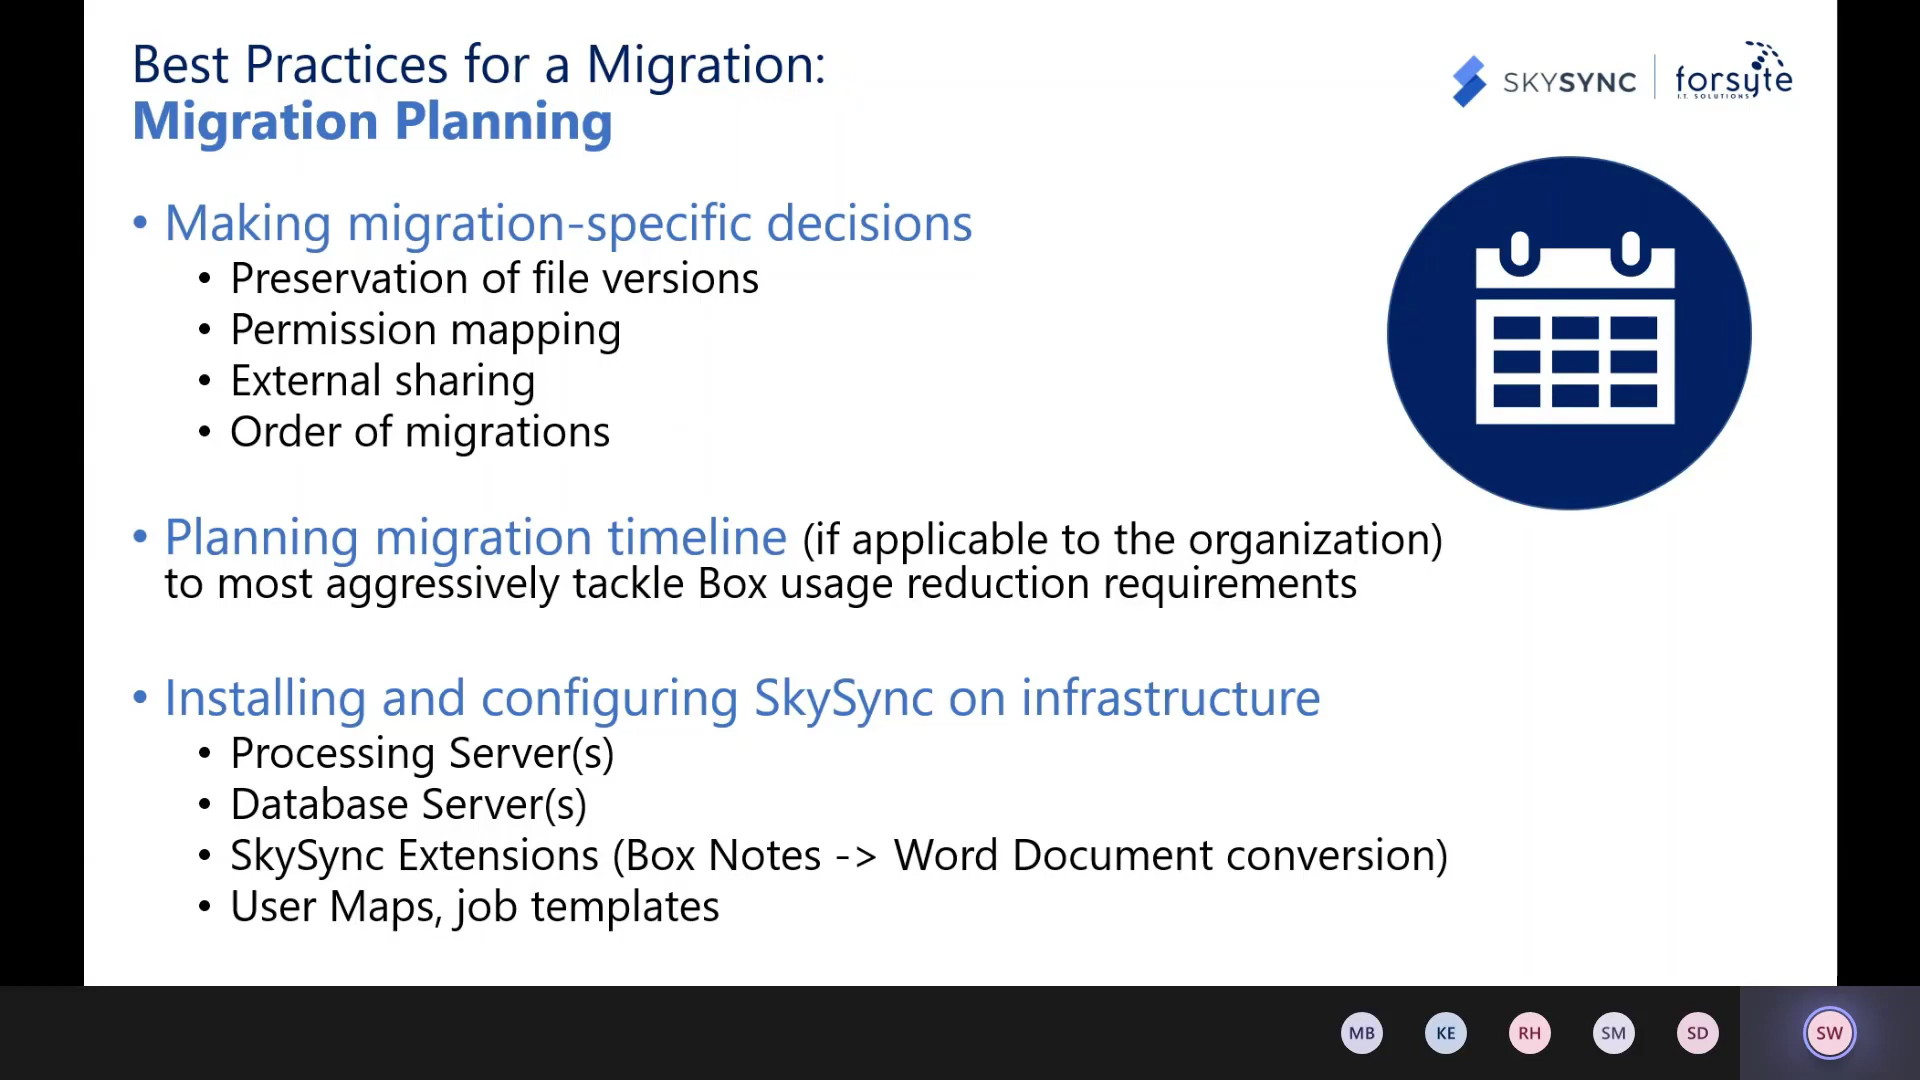 Best Practices for a Migration:
Migration Planning
SKYSYNC
forsyte
I.T. SOLUTIONS
• Making migration-specific decisions
• Preservation of file versions
• Permission mapping
• External sharing
• Order of migrations
• Planning migration timeline (if applicable to the organization)
to most aggressively tackle Box usage reduction requirements
• Installing and configuring SkySync on infrastructure
• Processing Server(s)
• Database Server(s)
• SkySync Extensions (Box Notes -> Word Document conversion)
• User Maps, job templates
MB KE RH SM SD SW